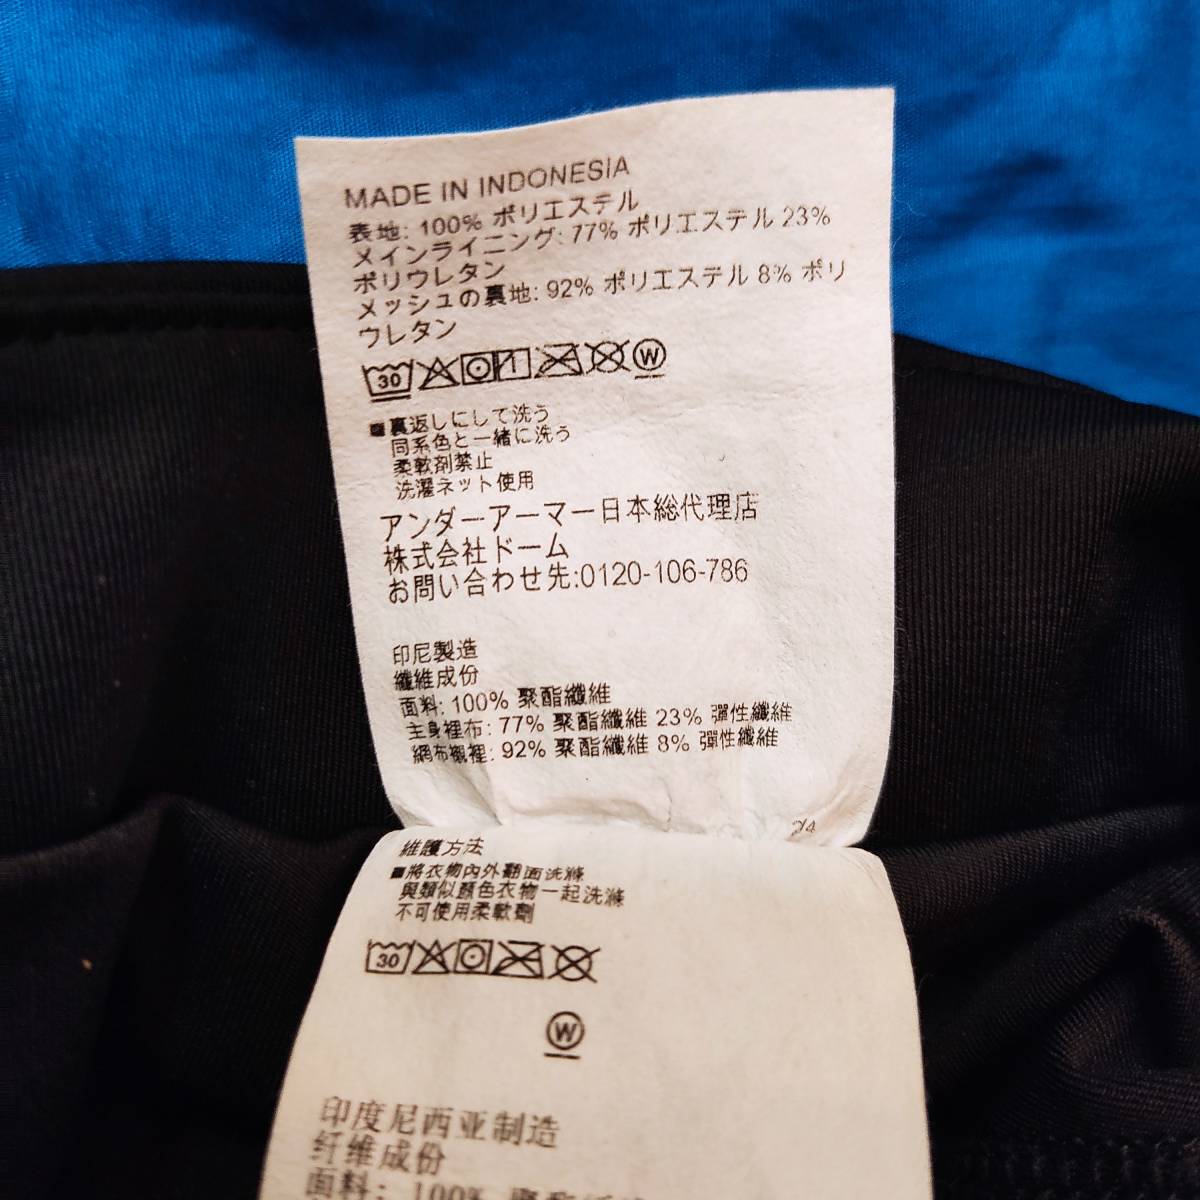 MADE IN INDONESIA
表地: 100% ポリエステル
メインライニング: 77% ポリエステル 23%
ポリウレタン
メッシュの裏地: 92% ポリエステル 8% ポリ
ウレタン
30 W
■裏返しにして洗う
同系色と一緒に洗う
柔軟剤禁止
洗濯ネット使用
アンダーアーマー日本総代理店
株式会社ドーム
お問い合わせ先:0120-106-786
印尼製造
纖維成份
面料: 100% 聚酯纖維
主身裡布: 77% 聚酯纖維 23% 彈性纖維
網布襯裡: 92% 聚酯纖維 8% 彈性纖維
24
維護方法
■將衣物內外翻面洗滌
與類似顏色衣物一起洗滌
不可使用柔軟劑
30
W
印度尼西亚制造
纤维成份
面料: 100%